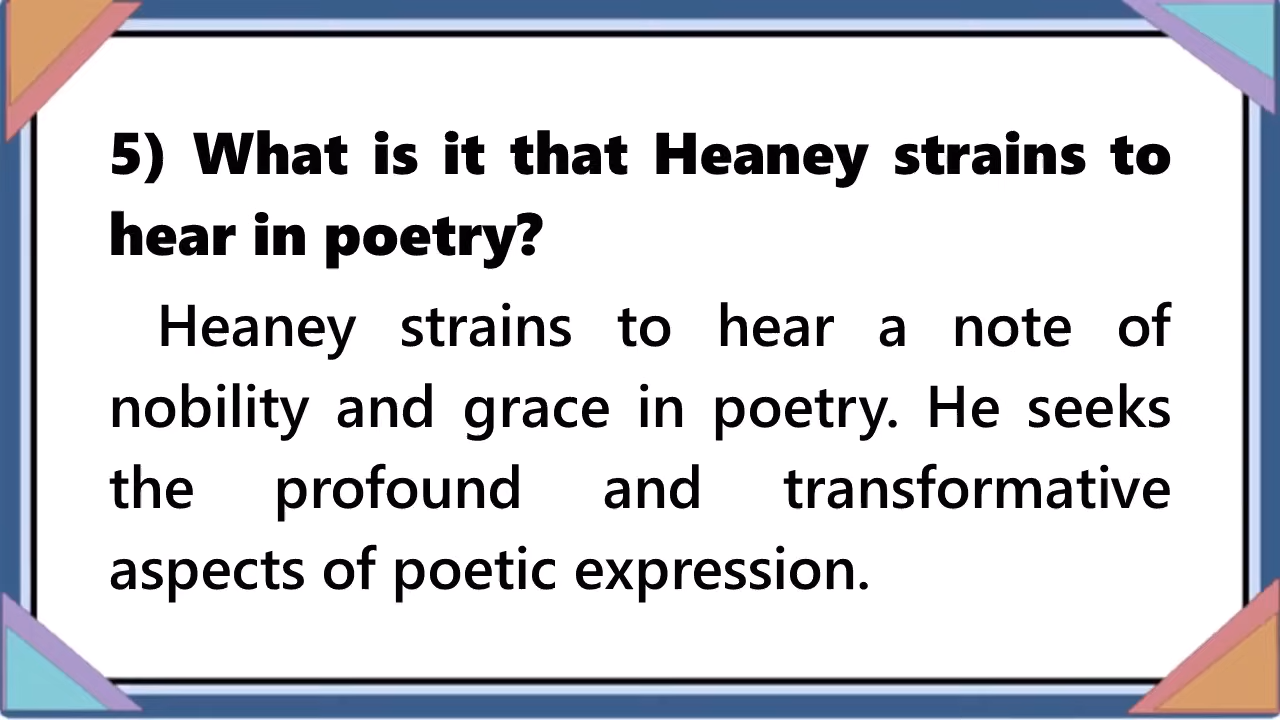 5) What is it that Heaney strains to
hear in poetry?
Heaney strains to hear a note of
nobility and grace in poetry. He seeks
the profound and transformative
aspects of poetic expression.